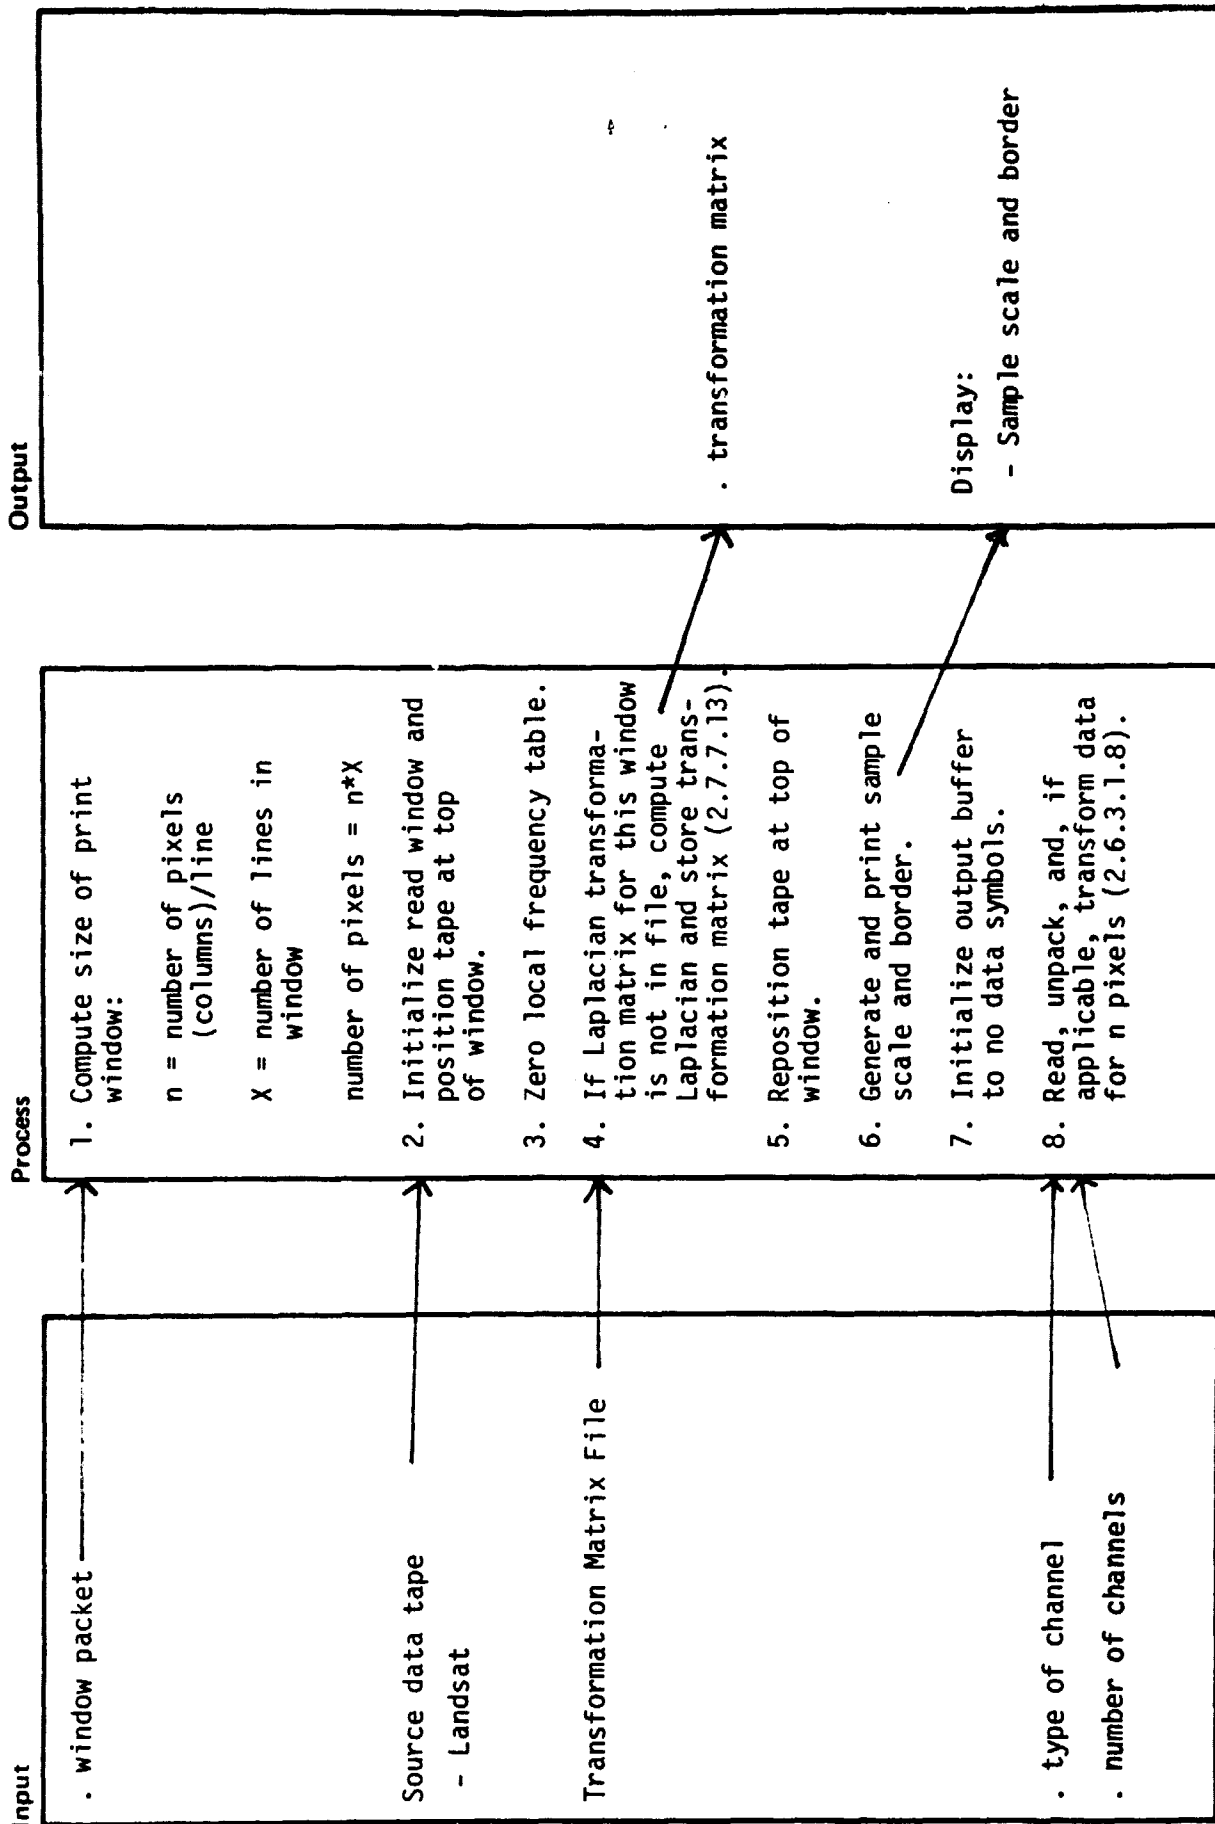 Input
. window packet
Source data tape
- Landsat
Transformation Matrix File
. type of channel
. number of channels
Process
1. Compute size of print
window:
n = number of pixels
(columns)/line
X = number of lines in
window
number of pixels = n*X
2. Initialize read window and
position tape at top
of window.
3. Zero local frequency table.
4. If Laplacian transforma-
tion matrix for this window
is not in file, compute
Laplacian and store trans-
formation matrix (2.7.7.13).
5. Reposition tape at top of
window.
6. Generate and print sample
scale and border.
7. Initialize output buffer
to no data symbols.
8. Read, unpack, and, if
applicable, transform data
for n pixels (2.6.3.1.8).
Output
. transformation matrix
Display:
- Sample scale and border